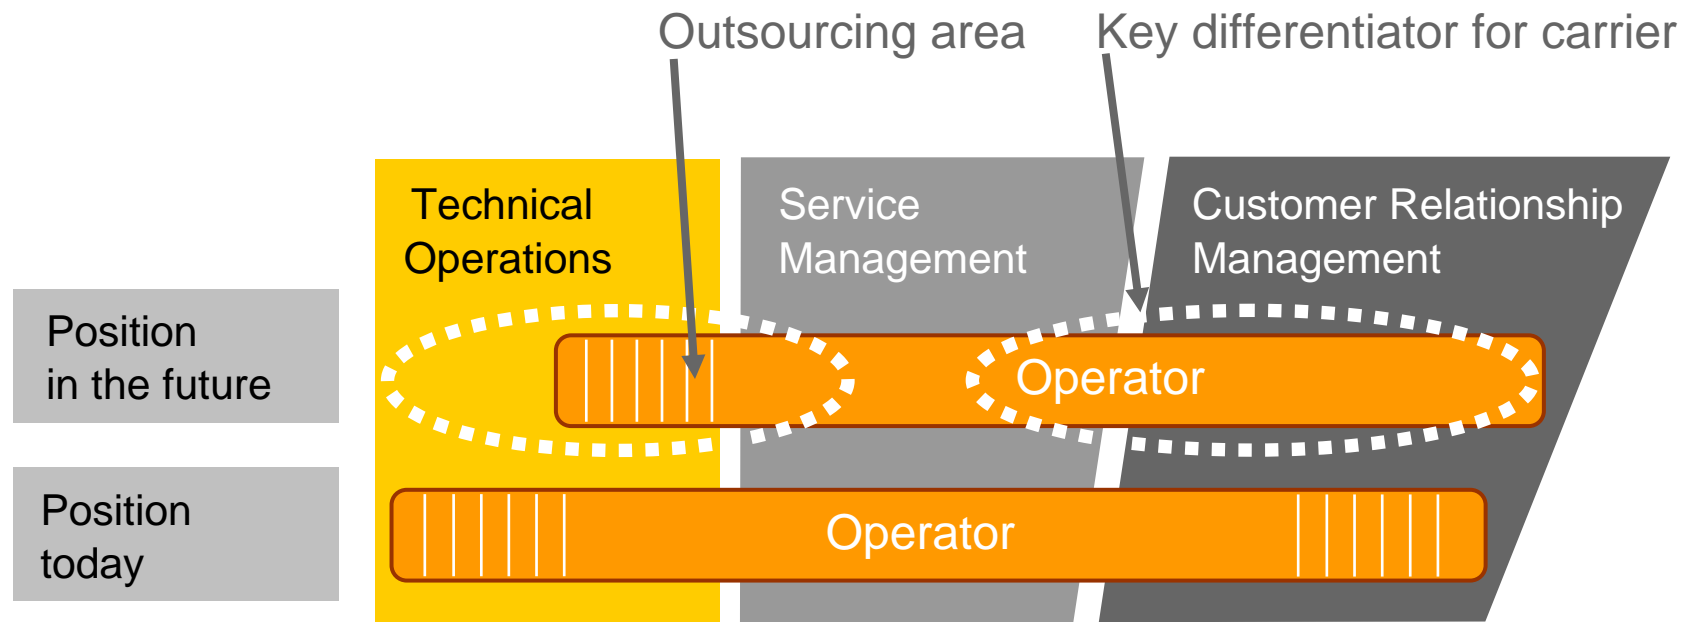 Outsourcing area
Key differentiator for carrier
Technical
Operations
Service
Management
Customer Relationship
Management
Position
in the future
Operator
Position
today
Operator